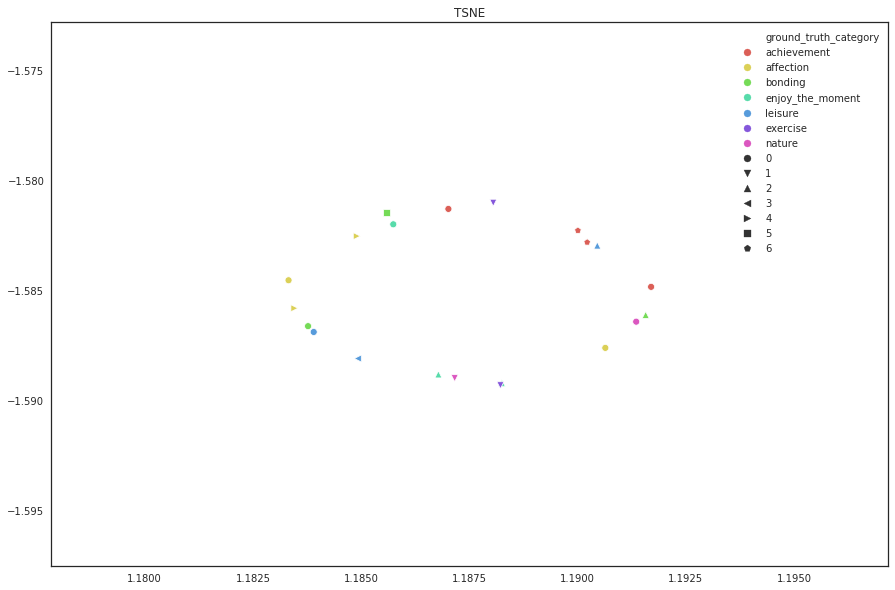 TSNE
ground_truth_category
achievement
affection
bonding
enjoy_the_moment
leisure
exercise
nature
0
1
2
3
4
5
6
−1.575
−1.580
−1.585
−1.590
−1.595
1.1800 1.1825 1.1850 1.1875 1.1900 1.1925 1.1950